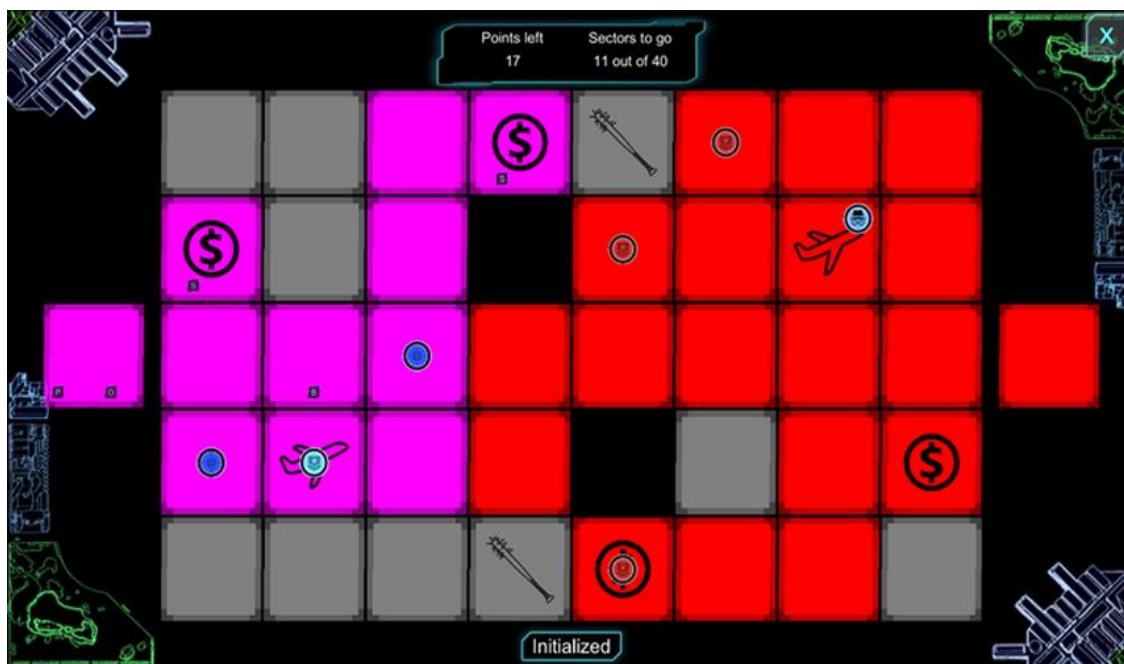 X
Points left Sectors to go
17 11 out of 40
$
S
$
S
P O
B
$
Initialized